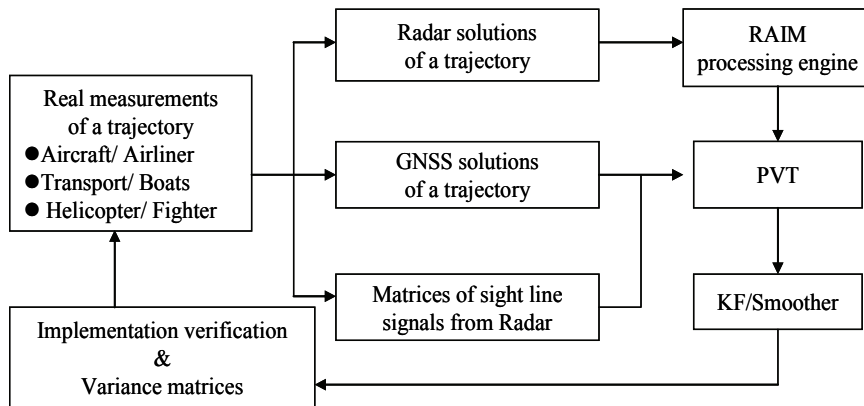 Radar solutions
of a trajectory
RAIM
processing engine
Real measurements
of a trajectory
●Aircraft/ Airliner
●Transport/ Boats
● Helicopter/ Fighter
GNSS solutions
of a trajectory
PVT
Matrices of sight line
signals from Radar
KF/Smoother
Implementation verification
&
Variance matrices